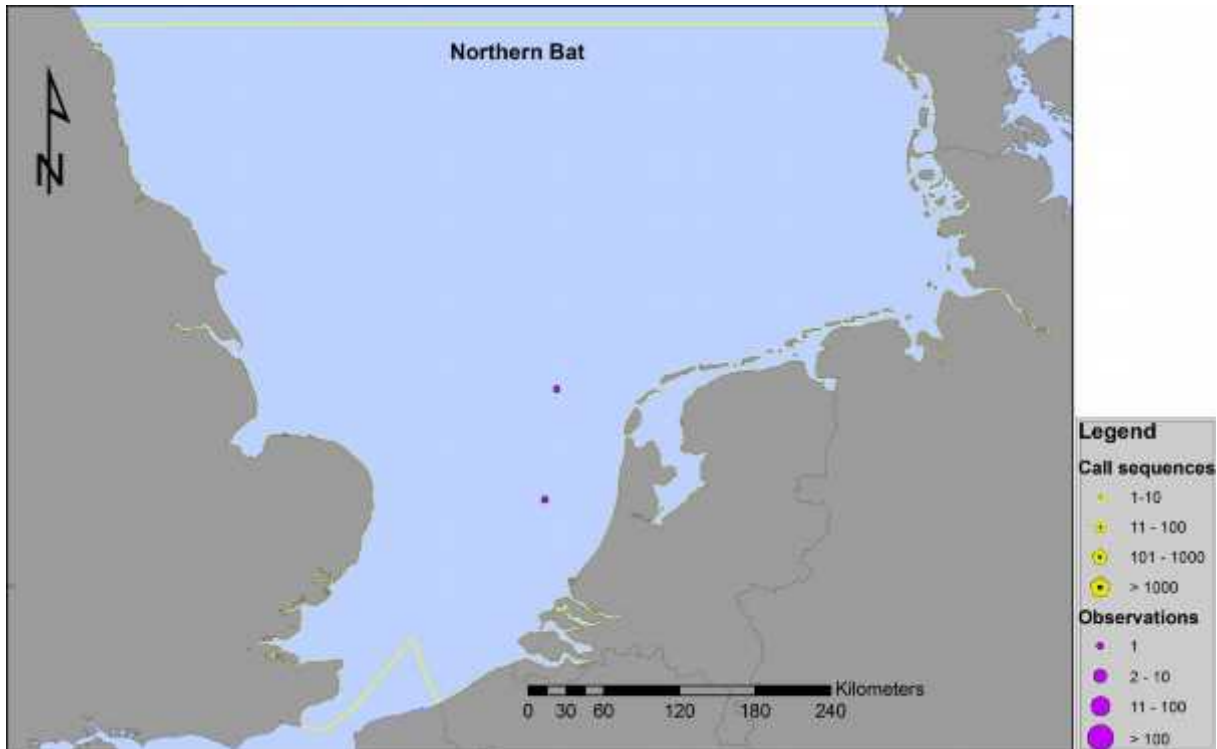 Northern Bat
N
Kilometers
0 30 60 120 180 240
Legend
Call sequences
1-10
11 - 100
101 - 1000
> 1000
Observations
1
2 - 10
11 - 100
> 100